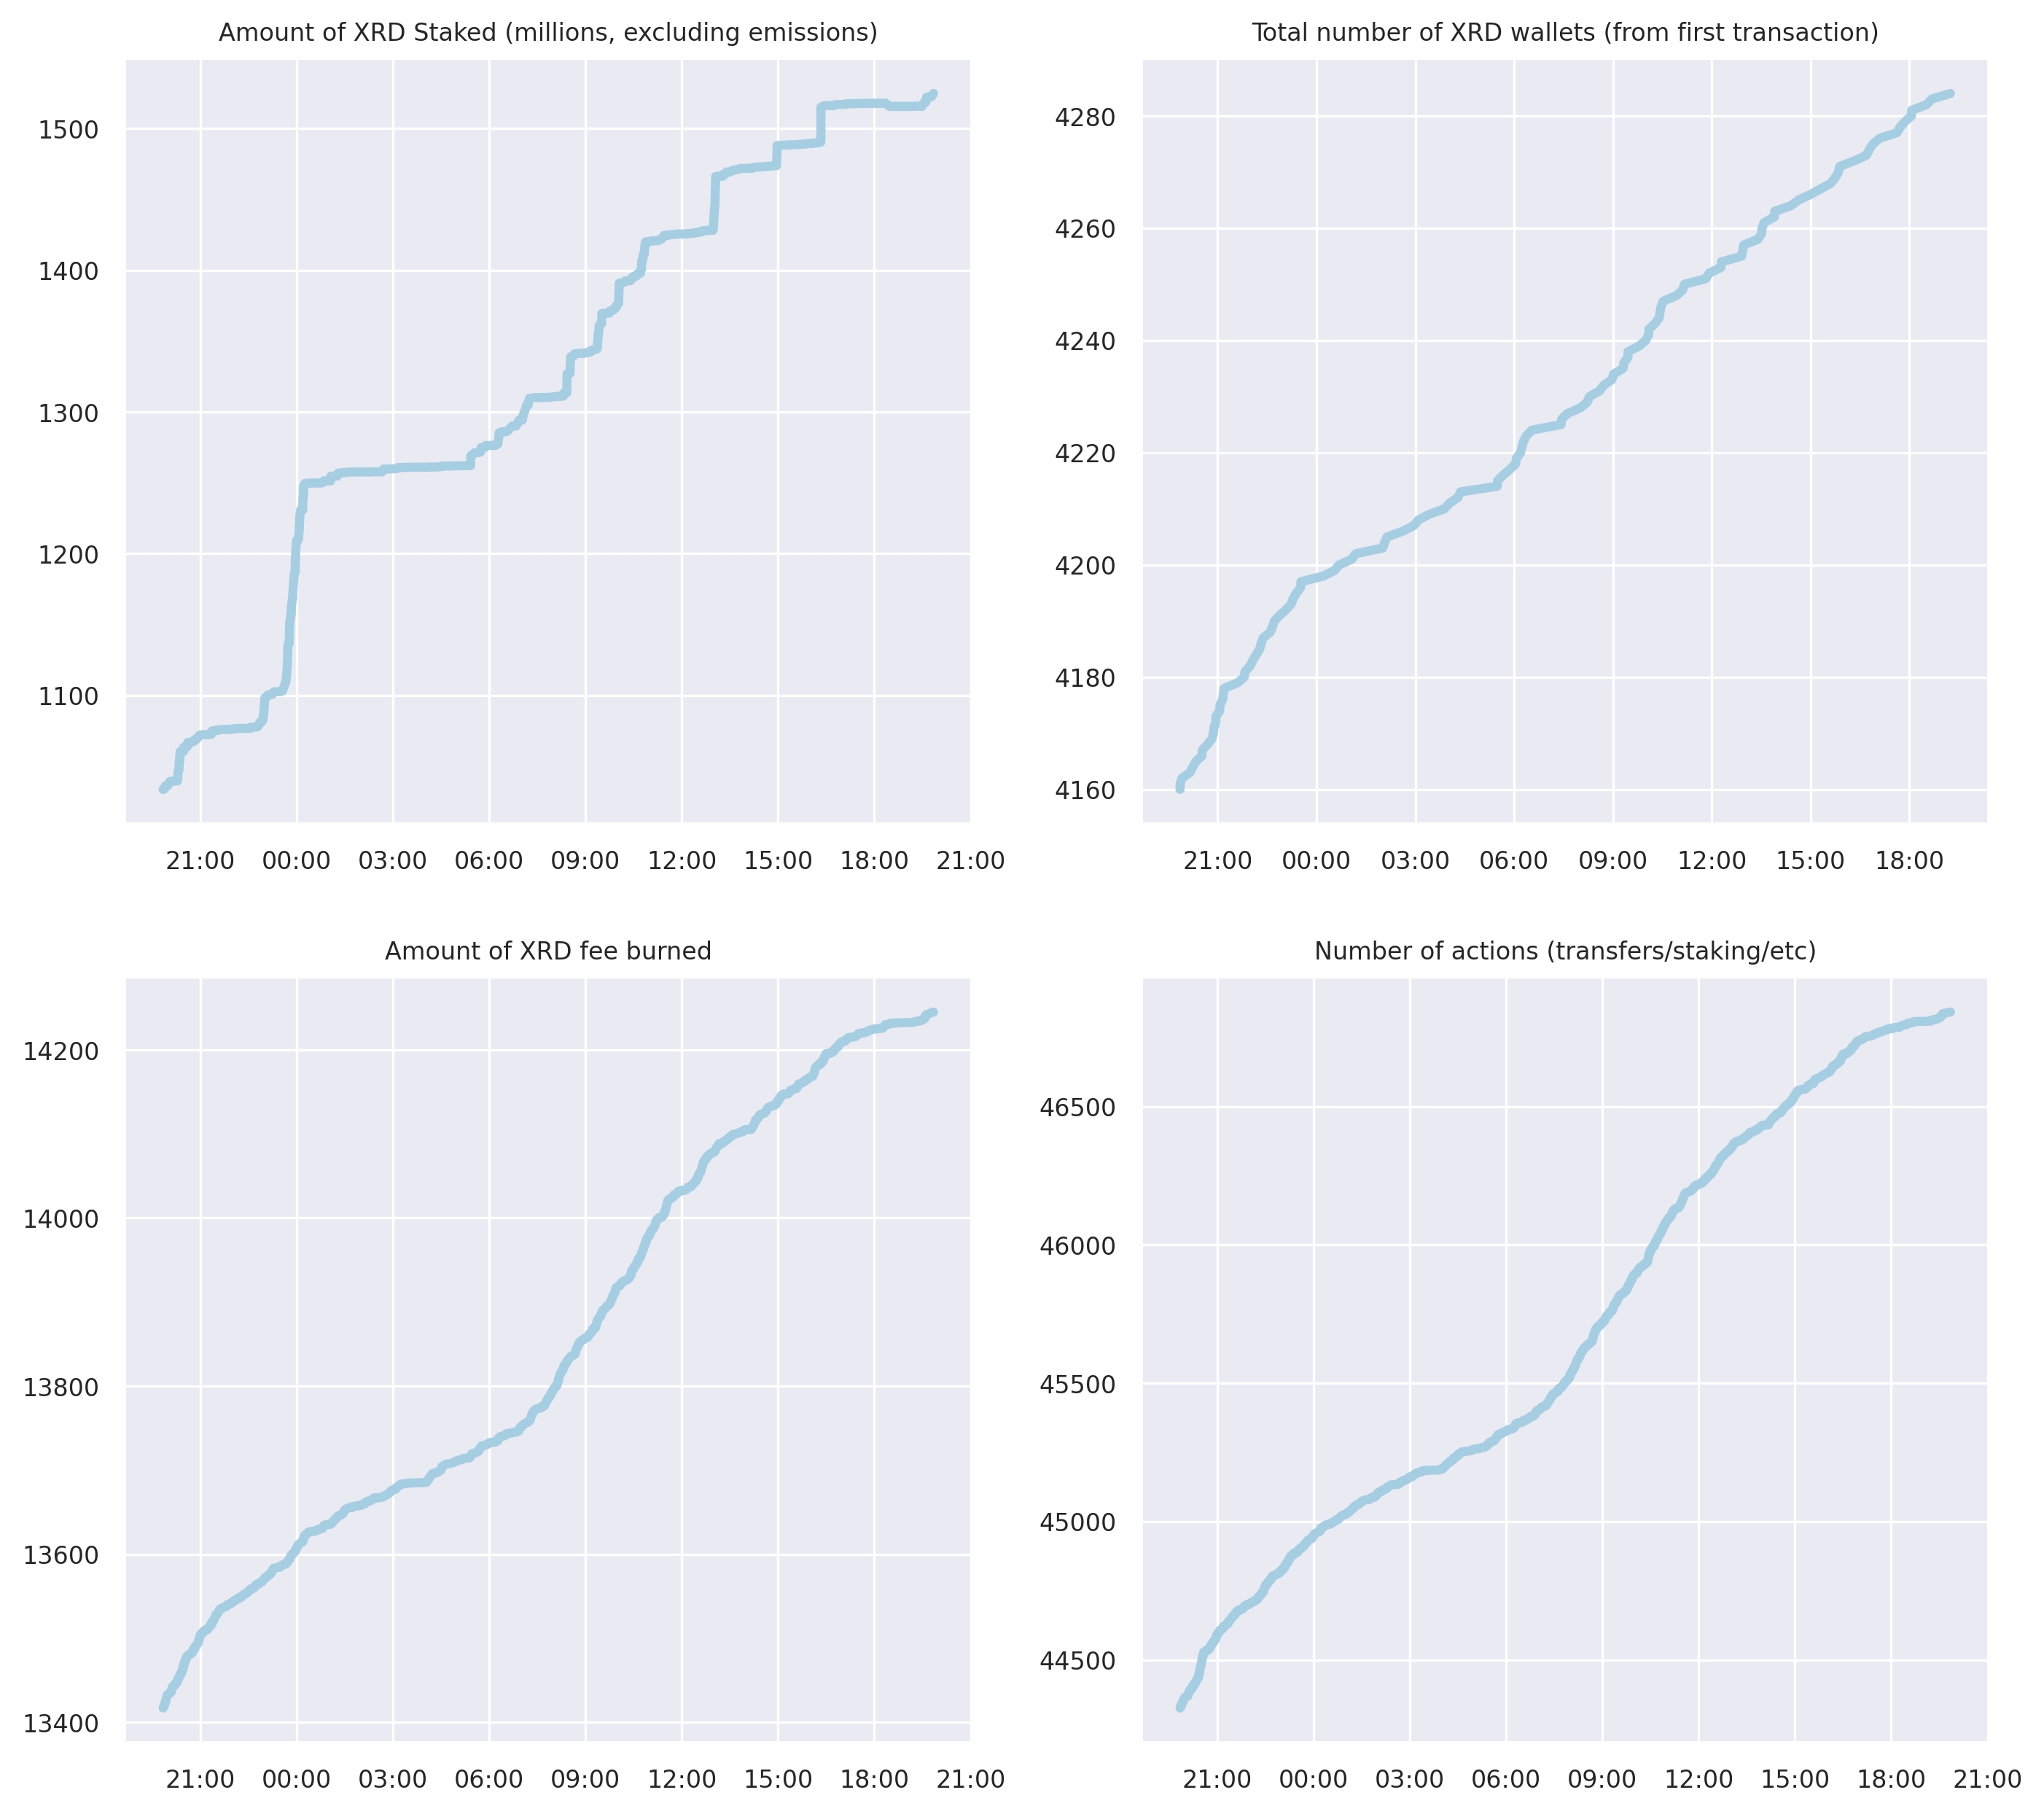 Amount of XRD Staked (millions, excluding emissions)
1500
1400
1300
1200
1100
21:00 00:00 03:00 06:00 09:00 12:00 15:00 18:00 21:00
Total number of XRD wallets (from first transaction)
4280
4260
4240
4220
4200
4180
4160
21:00 00:00 03:00 06:00 09:00 12:00 15:00 18:00
Amount of XRD fee burned
14200
14000
13800
13600
13400
21:00 00:00 03:00 06:00 09:00 12:00 15:00 18:00 21:00
Number of actions (transfers/staking/etc)
46500
46000
45500
45000
44500
21:00 00:00 03:00 06:00 09:00 12:00 15:00 18:00 21:00